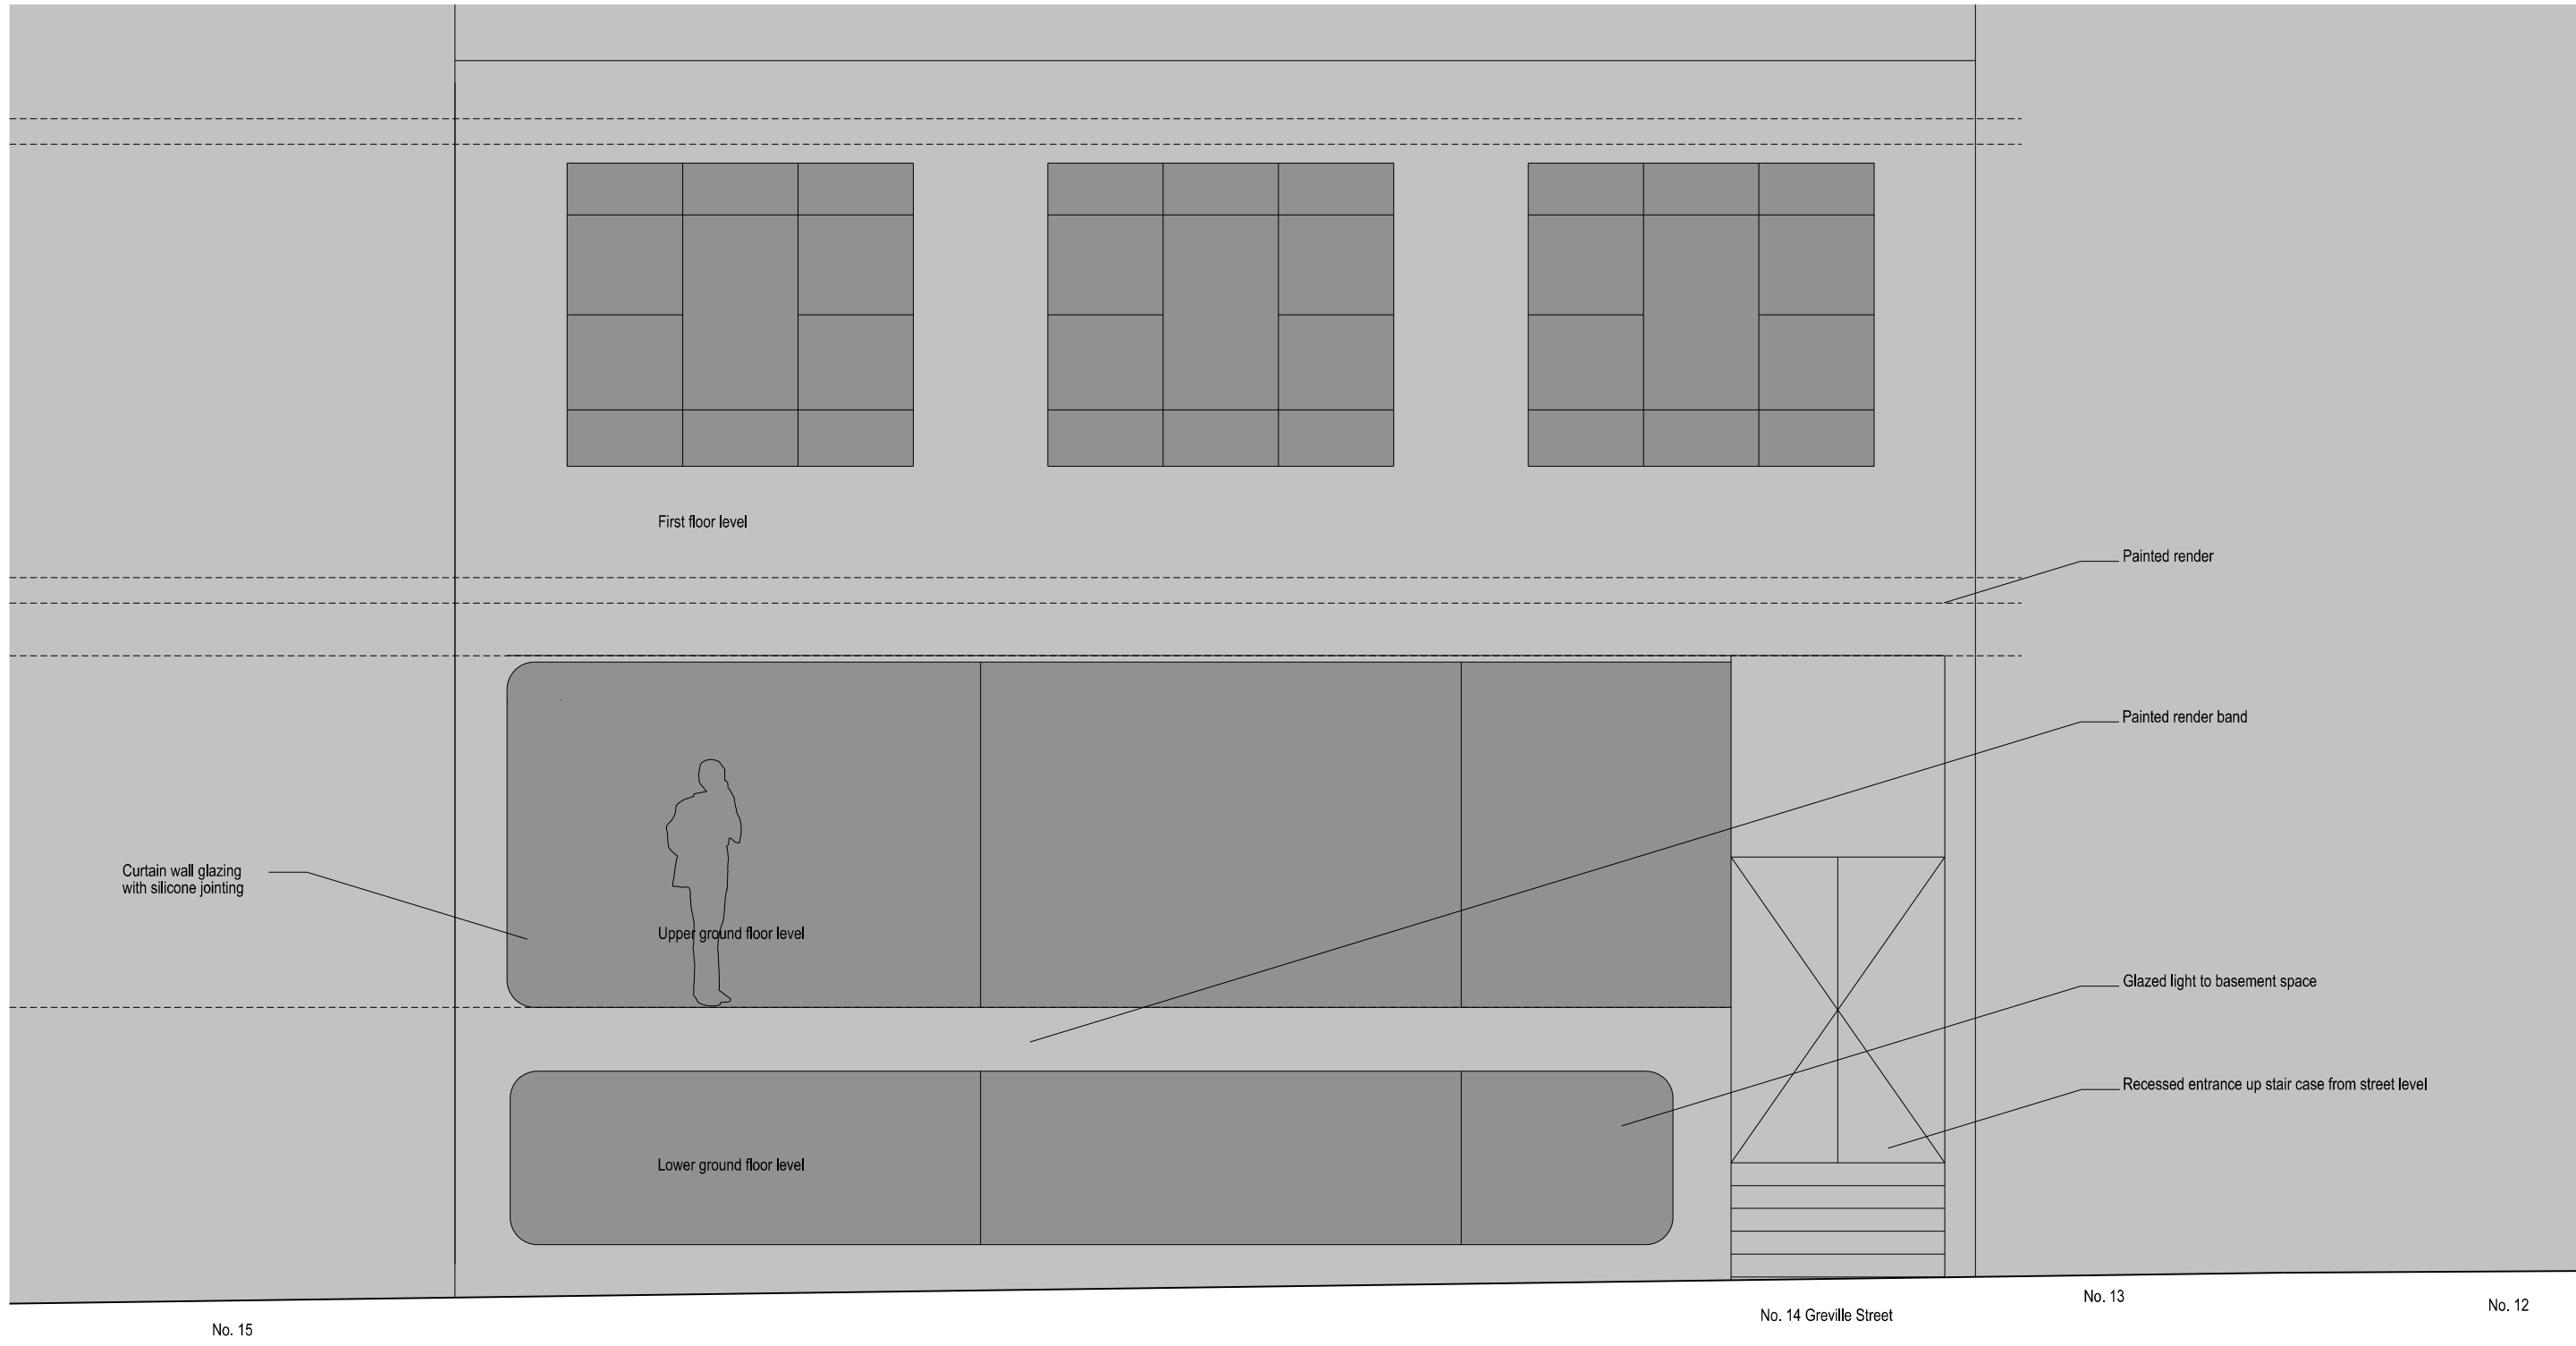 First floor level
Painted render
Painted render band
Curtain wall glazing
with silicone jointing
Upper ground floor level
Glazed light to basement space
Recessed entrance up stair case from street level
Lower ground floor level
No. 15
No. 14 Greville Street
No. 13
No. 12